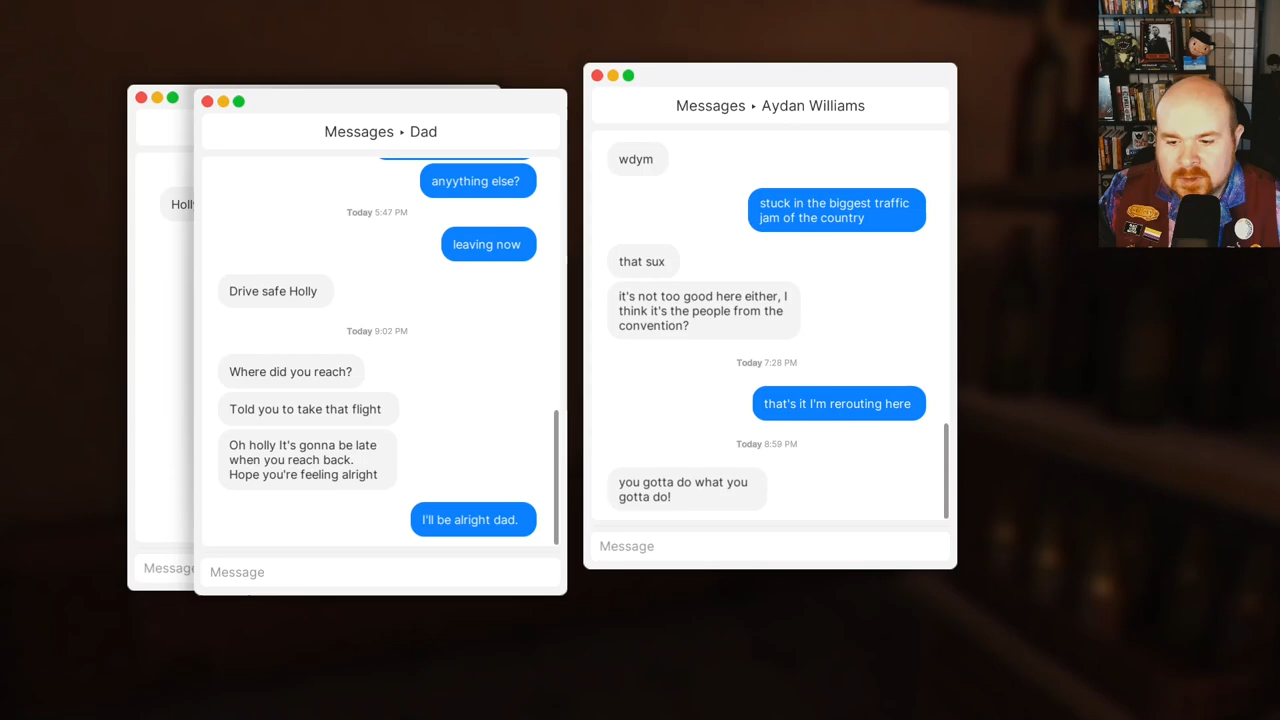 Holl
Messag
Messages ▸ Dad
anyything else?
Today 5:47 PM
leaving now
Drive safe Holly
Today 9:02 PM
Where did you reach?
Told you to take that flight
Oh holly It's gonna be late
when you reach back.
Hope you're feeling alright
I'll be alright dad.
Message
Messages ▸ Aydan Williams
wdym
stuck in the biggest traffic
jam of the country
that sux
it's not too good here either, I
think it's the people from the
convention?
Today 7:28 PM
that's it I'm rerouting here
Today 8:59 PM
you gotta do what you
gotta do!
Message